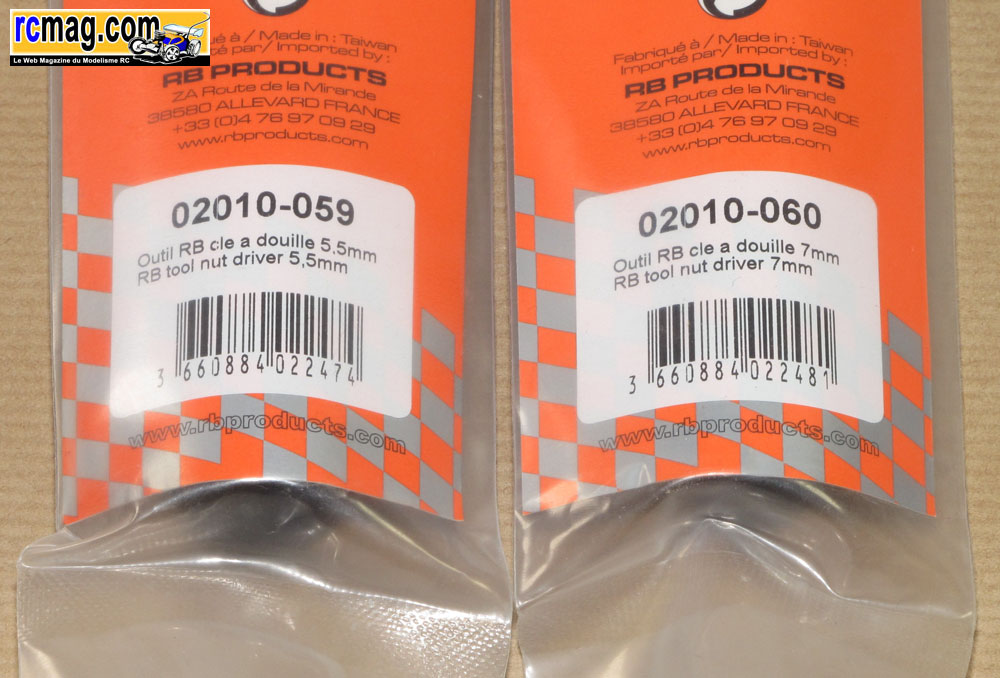 rcmag.com
Le Web Magazine du Modelisme RC
Fabriqué à / Made in : Taiwan
Importé par/ Imported by :
RB PRODUCTS
ZA Route de la Mirande
38580 ALLEVARD FRANCE
+33 (0)4 76 97 09 29
www.rbproducts.com
02010-059
Outil RB cle a douille 5,5mm
RB tool nut driver 5,5mm
3 660884 022474
www.rbproducts.com
Fabriqué à / Made in : Taiwan
Importé par/ Imported by :
RB PRODUCTS
ZA Route de la Mirande
38580 ALLEVARD FRANCE
+33 (0)4 76 97 09 29
www.rbproducts.com
02010-060
Outil RB cle a douille 7mm
RB tool nut driver 7mm
3 660884 022481
www.rbproducts.com